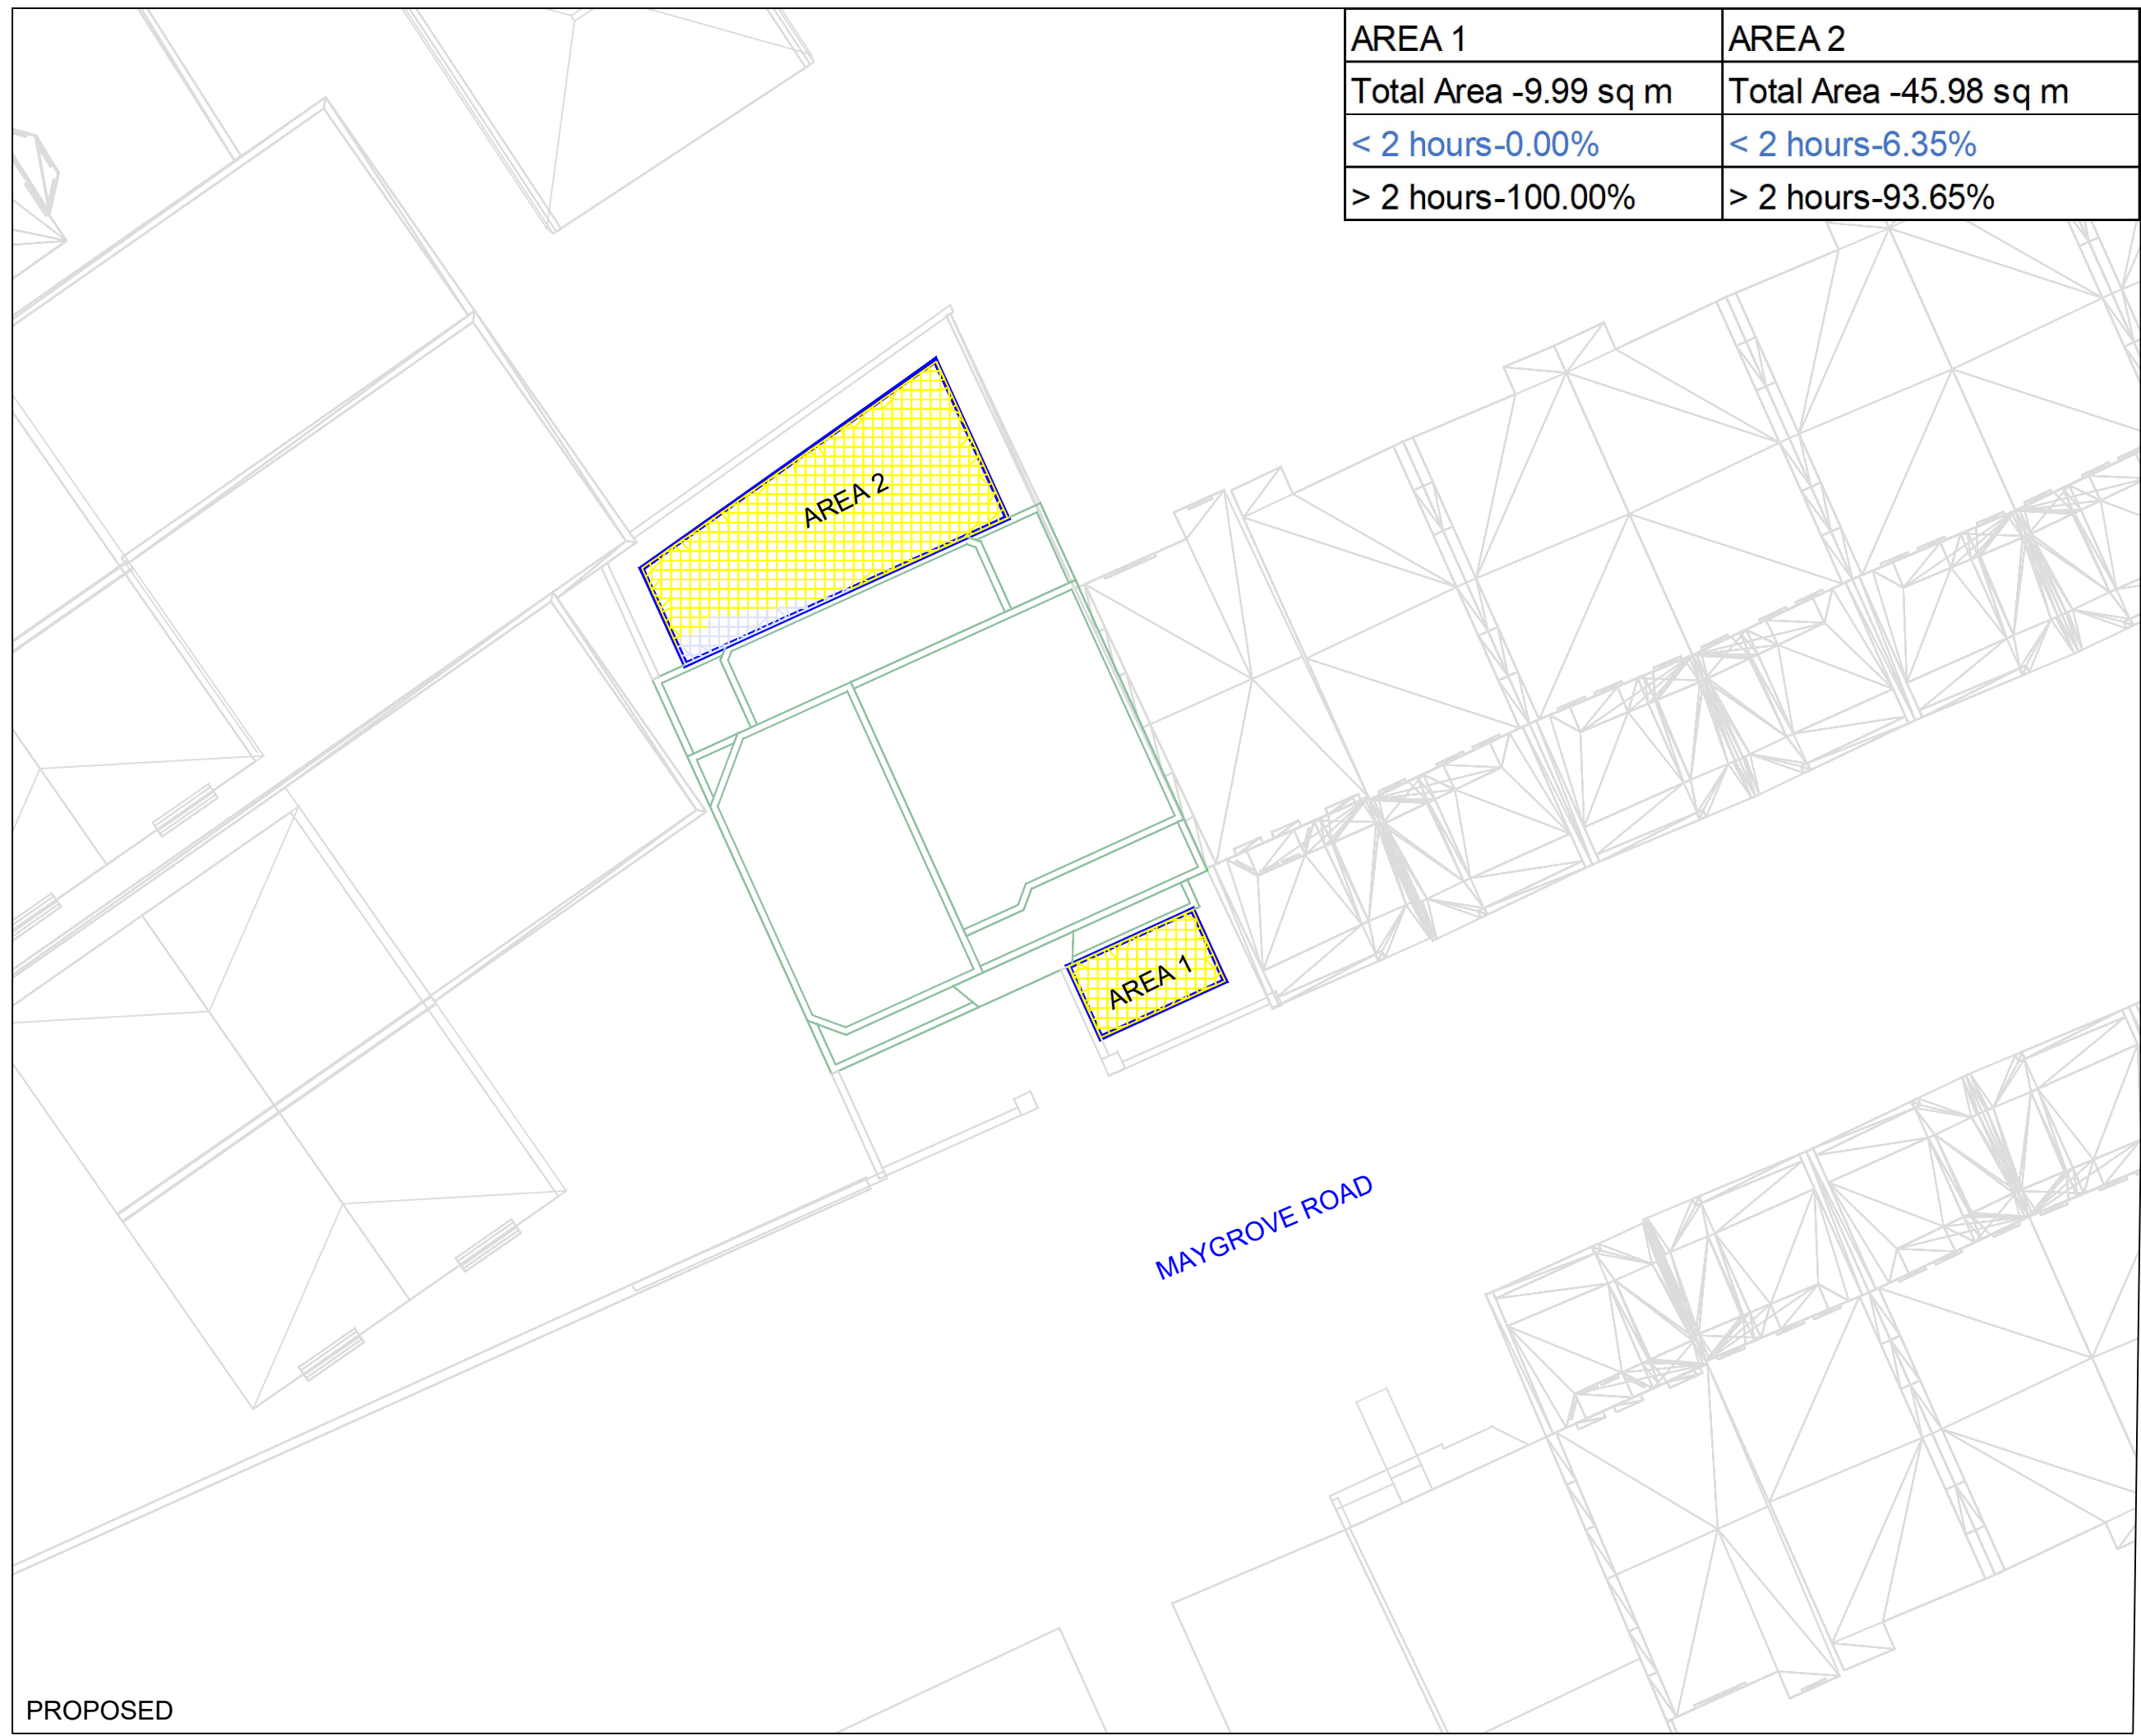 AREA 1
AREA 2
Total Area -9.99 sq m
Total Area -45.98 sq m
< 2 hours-0.00%
< 2 hours-6.35%
> 2 hours-100.00%
> 2 hours-93.65%
AREA 2
AREA 1
MAYGROVE ROAD
PROPOSED